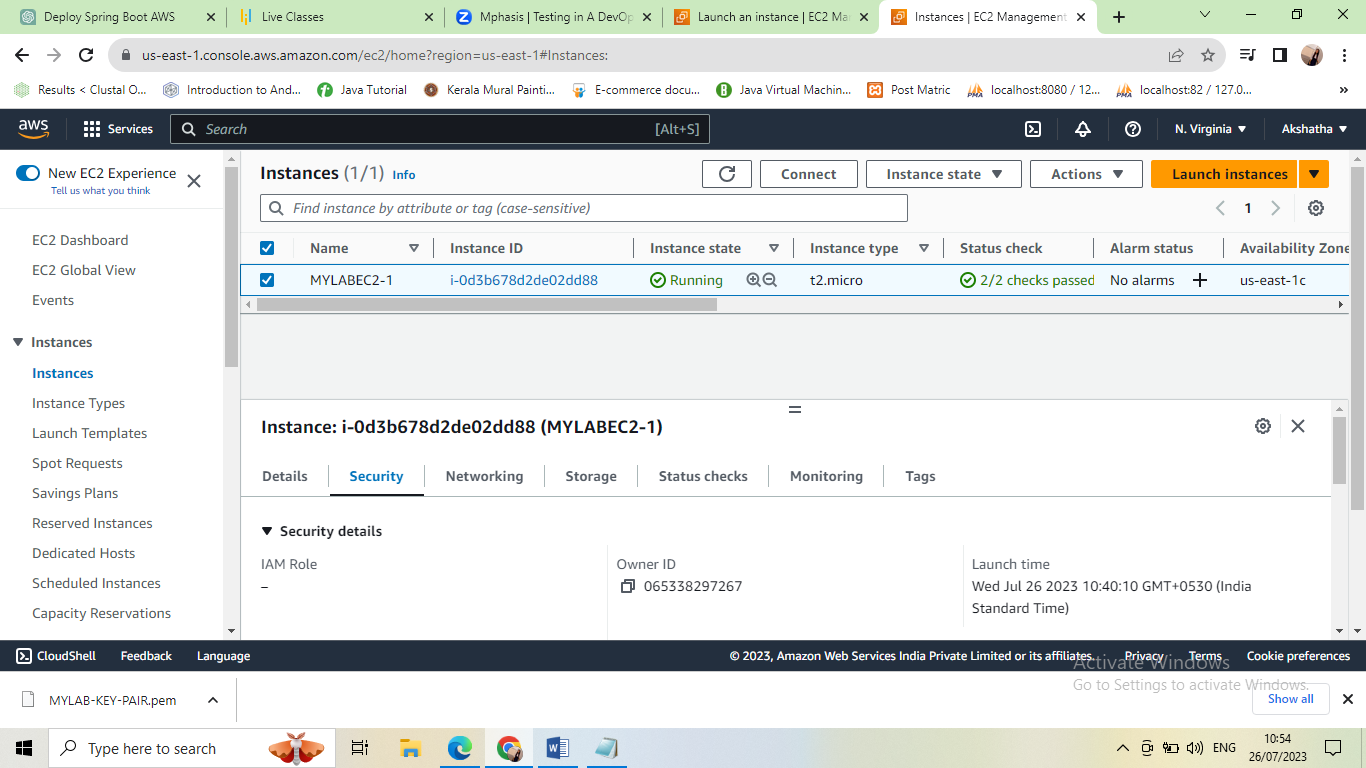 Deploy Spring Boot AWS
Live Classes
Mphasis | Testing in A DevOp
Launch an instance | EC2 Ma
Instances | EC2 Management
us-east-1.console.aws.amazon.com/ec2/home?region=us-east-1#Instances:
Results < Clustal O...
Introduction to And...
Java Tutorial
Kerala Mural Painti...
E-commerce docu...
Java Virtual Machin...
Post Matric
localhost:8080 / 12...
localhost:82 / 127.0...
aws
Services
Search
[Alt+S]
N. Virginia
Akshatha
New EC2 Experience
Tell us what you think
EC2 Dashboard
EC2 Global View
Events
Instances
Instances
Instance Types
Launch Templates
Spot Requests
Savings Plans
Reserved Instances
Dedicated Hosts
Scheduled Instances
Capacity Reservations
Instances (1/1) Info
Connect
Instance state
Actions
Launch instances
Find instance by attribute or tag (case-sensitive)
1
Name
Instance ID
Instance state
Instance type
Status check
Alarm status
Availability Zone
MYLABEC2-1
i-0d3b678d2de02dd88
Running
t2.micro
2/2 checks passed
No alarms
us-east-1c
Instance: i-0d3b678d2de02dd88 (MYLABEC2-1)
Details
Security
Networking
Storage
Status checks
Monitoring
Tags
Security details
IAM Role
–
Owner ID
065338297267
Launch time
Wed Jul 26 2023 10:40:10 GMT+0530 (India
Standard Time)
CloudShell
Feedback
Language
© 2023, Amazon Web Services India Private Limited or its affiliates.
Privacy
Terms
Cookie preferences
Activate Windows
Go to Settings to activate Windows.
MYLAB-KEY-PAIR.pem
Show all
Type here to search
ENG
10:54
26/07/2023